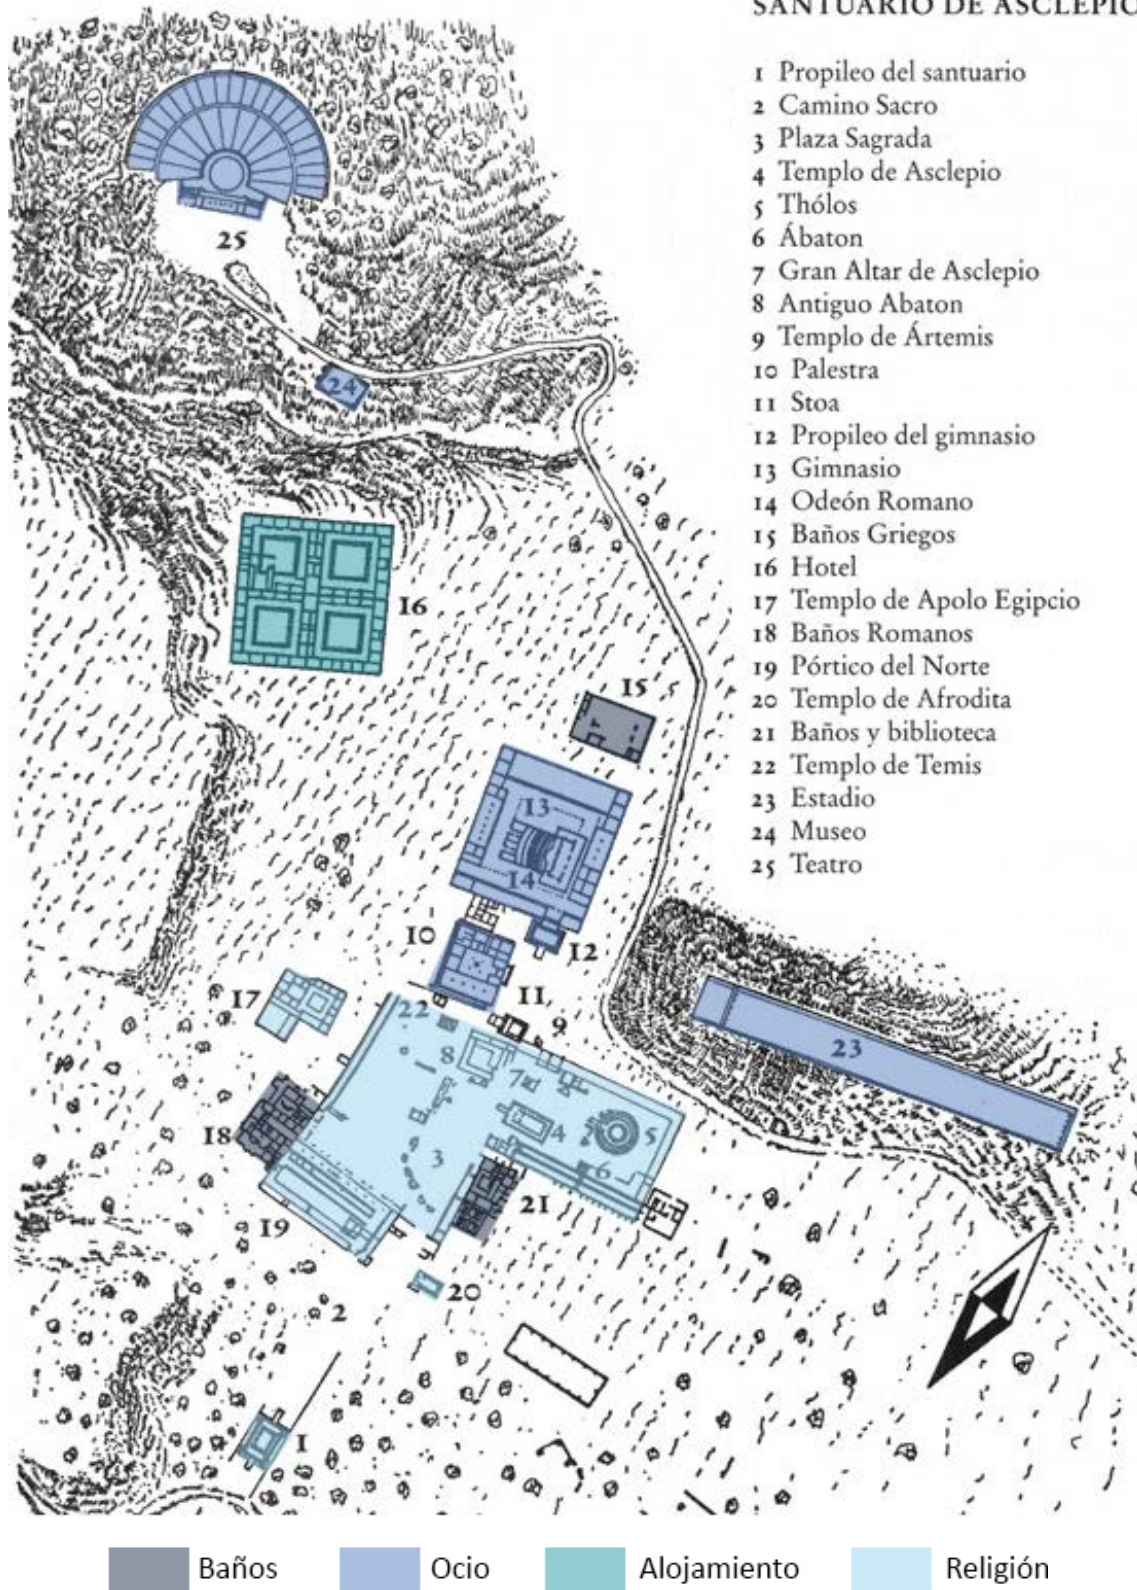 SANTUARIO DE ASCLEPIO
1 Propileo del santuario
2 Camino Sacro
3 Plaza Sagrada
4 Templo de Asclepio
5 Thólos
6 Ábaton
7 Gran Altar de Asclepio
8 Antiguo Abaton
9 Templo de Ártemis
10 Palestra
11 Stoa
12 Propileo del gimnasio
13 Gimnasio
14 Odeón Romano
15 Baños Griegos
16 Hotel
17 Templo de Apolo Egipcio
18 Baños Romanos
19 Pórtico del Norte
20 Templo de Afrodita
21 Baños y biblioteca
22 Templo de Temis
23 Estadio
24 Museo
25 Teatro
25
24
16
15
13
14
10
12
11
17
22
9
8
7
23
18
4
5
3
6
21
19
20
2
1
Baños Ocio Alojamiento Religión